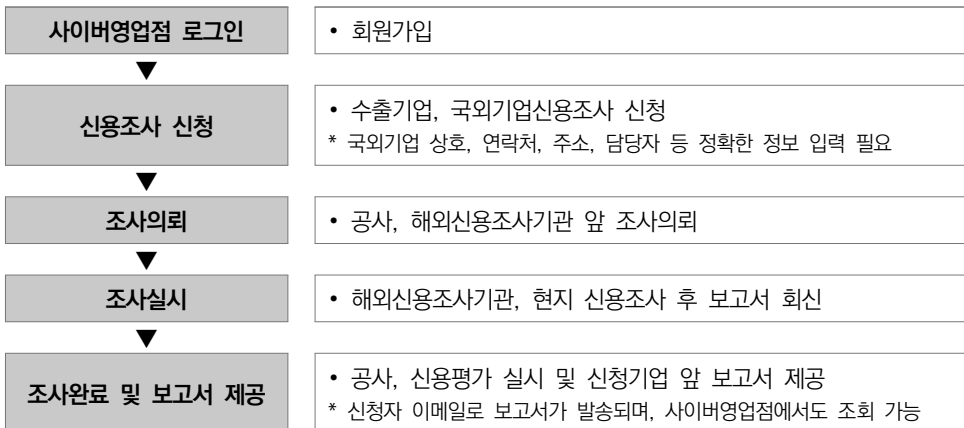 사이버영업점 로그인
• 회원가입
▼
신용조사 신청
• 수출기업, 국외기업신용조사 신청
* 국외기업 상호, 연락처, 주소, 담당자 등 정확한 정보 입력 필요
▼
조사의뢰
• 공사, 해외신용조사기관 앞 조사의뢰
▼
조사실시
• 해외신용조사기관, 현지 신용조사 후 보고서 회신
▼
조사완료 및 보고서 제공
• 공사, 신용평가 실시 및 신청기업 앞 보고서 제공
* 신청자 이메일로 보고서가 발송되며, 사이버영업점에서도 조회 가능